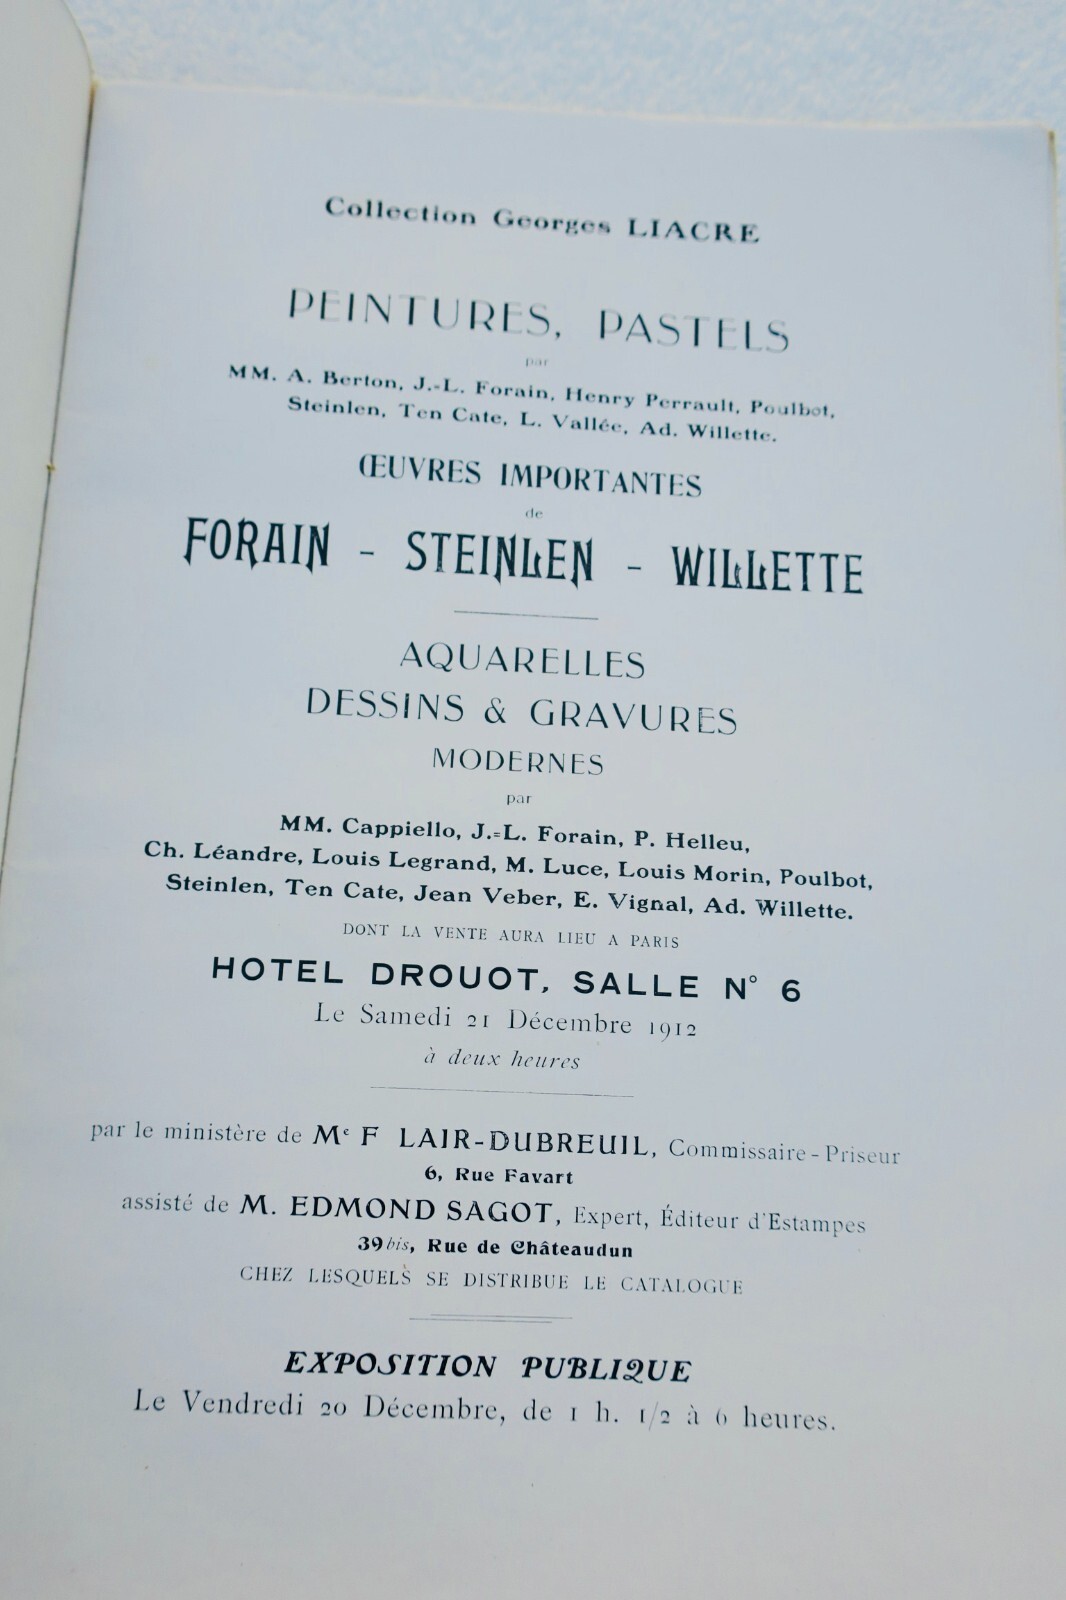 Collection Georges LIACRE
PEINTURES, PASTELS
par
MM. A. Berton, J.-L. Forain, Henry Perrault, Poulbot,
Steinlen, Ten Cate, L. Vallée, Ad. Willette.
ŒUVRES IMPORTANTES
de
FORAIN - STEINLEN - WILLETTE
AQUARELLES
DESSINS & GRAVURES
MODERNES
par
MM. Cappiello, J.-L. Forain, P. Helleu,
Ch. Léandre, Louis Legrand, M. Luce, Louis Morin, Poulbot,
Steinlen, Ten Cate, Jean Veber, E. Vignal, Ad. Willette.
DONT LA VENTE AURA LIEU A PARIS
HOTEL DROUOT, SALLE N° 6
Le Samedi 21 Décembre 1912
à deux heures
par le ministère de Me F LAIR-DUBREUIL, Commissaire-Priseur
6, Rue Favart
assisté de M. EDMOND SAGOT, Expert, Éditeur d'Estampes
39 bis, Rue de Châteaudun
CHEZ LESQUELS SE DISTRIBUE LE CATALOGUE
EXPOSITION PUBLIQUE
Le Vendredi 20 Décembre, de 1 h. 1/2 à 6 heures.